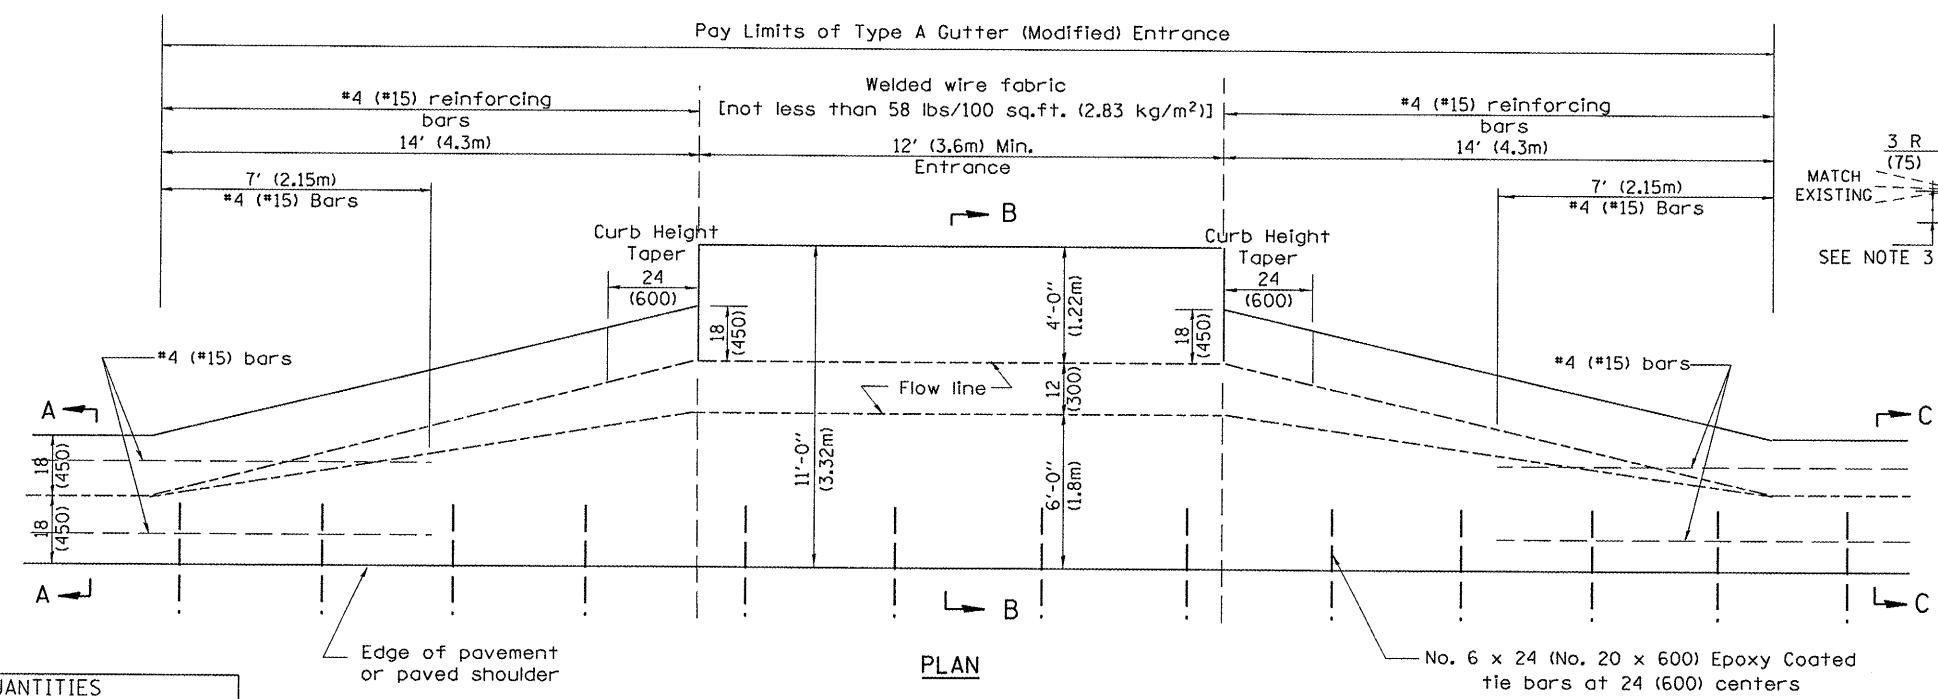 Pay Limits of Type A Gutter (Modified) Entrance
Welded wire fabric
[not less than 58 lbs/100 sq.ft. (2.83 kg/m²)]
#4 (#15) reinforcing
bars
#4 (#15) reinforcing
bars
14' (4.3m)
12' (3.6m) Min.
Entrance
14' (4.3m)
7' (2.15m)
#4 (#15) Bars
7' (2.15m)
#4 (#15) Bars
3 R
(75)
MATCH
EXISTING
SEE NOTE 3
B
Curb Height
Taper
24
(600)
Curb Height
Taper
24
(600)
18
(450)
4'-0"
(1.22m)
18
(450)
#4 (#15) bars
#4 (#15) bars
Flow line
12
(300)
A
C
18
(450)
11'-0"
(3.32m)
6'-0"
(1.8m)
18
(450)
A
B
C
Edge of pavement
or paved shoulder
PLAN
No. 6 x 24 (No. 20 x 600) Epoxy Coated
tie bars at 24 (600) centers
UANTITIES